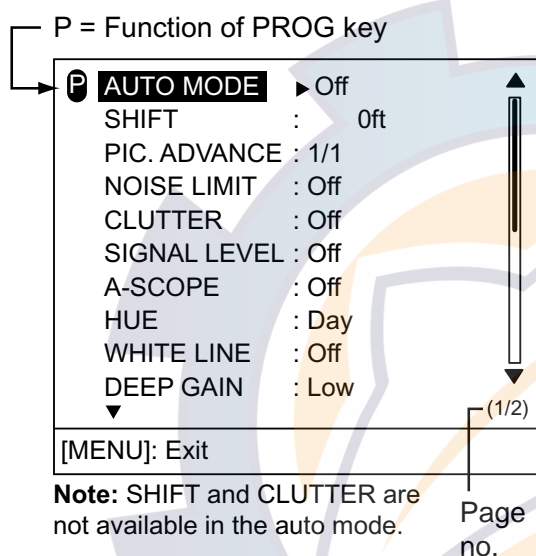 P = Function of PROG key
P AUTO MODE ▶ Off
SHIFT : 0ft
PIC. ADVANCE : 1/1
NOISE LIMIT : Off
CLUTTER : Off
SIGNAL LEVEL : Off
A-SCOPE : Off
HUE : Day
WHITE LINE : Off
DEEP GAIN : Low
▼
(1/2)
[MENU]: Exit
Note: SHIFT and CLUTTER are
not available in the auto mode.
Page
no.